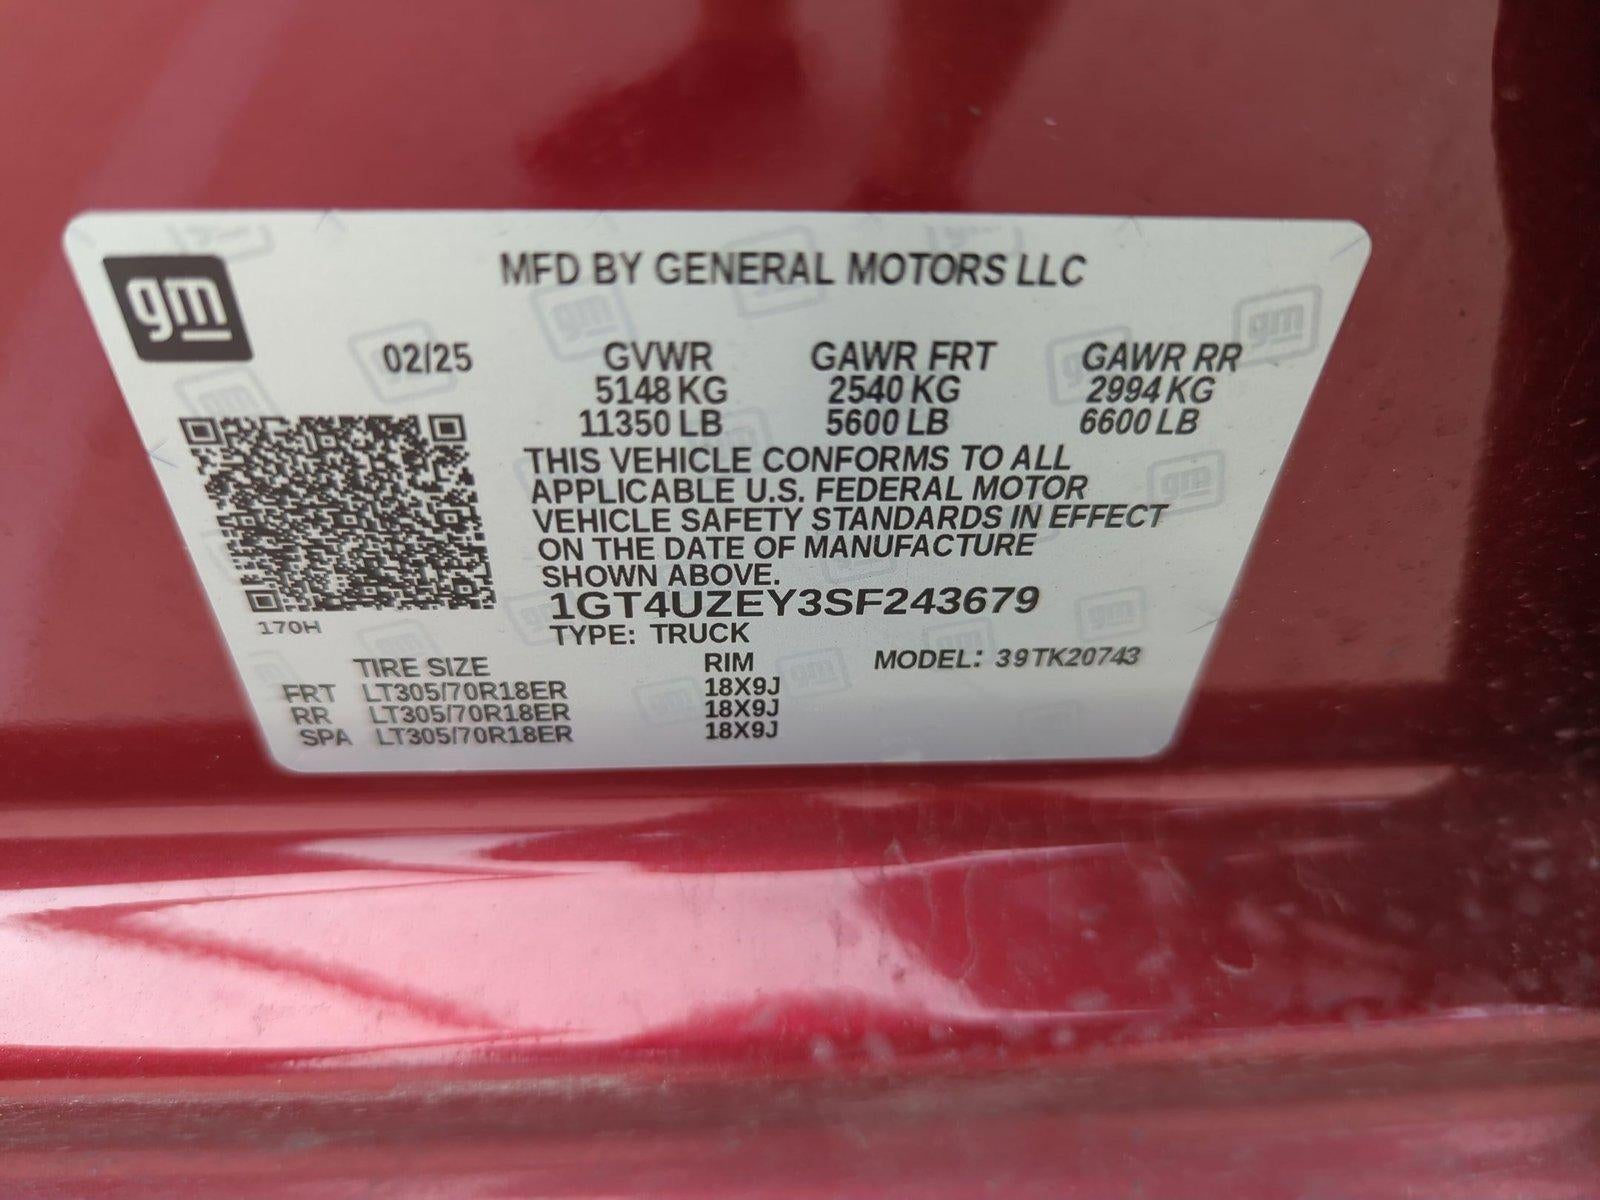 gm
MFD BY GENERAL MOTORS LLC
02/25 GVWR GAWR FRT GAWR RR
5148 KG 2540 KG 2994 KG
11350 LB 5600 LB 6600 LB
THIS VEHICLE CONFORMS TO ALL
APPLICABLE U.S. FEDERAL MOTOR
VEHICLE SAFETY STANDARDS IN EFFECT
ON THE DATE OF MANUFACTURE
SHOWN ABOVE.
1GT4UZEY3SF243679
170H
TYPE: TRUCK
TIRE SIZE RIM MODEL: 39TK20743
FRT LT305/70R18ER 18X9J
RR LT305/70R18ER 18X9J
SPA LT305/70R18ER 18X9J